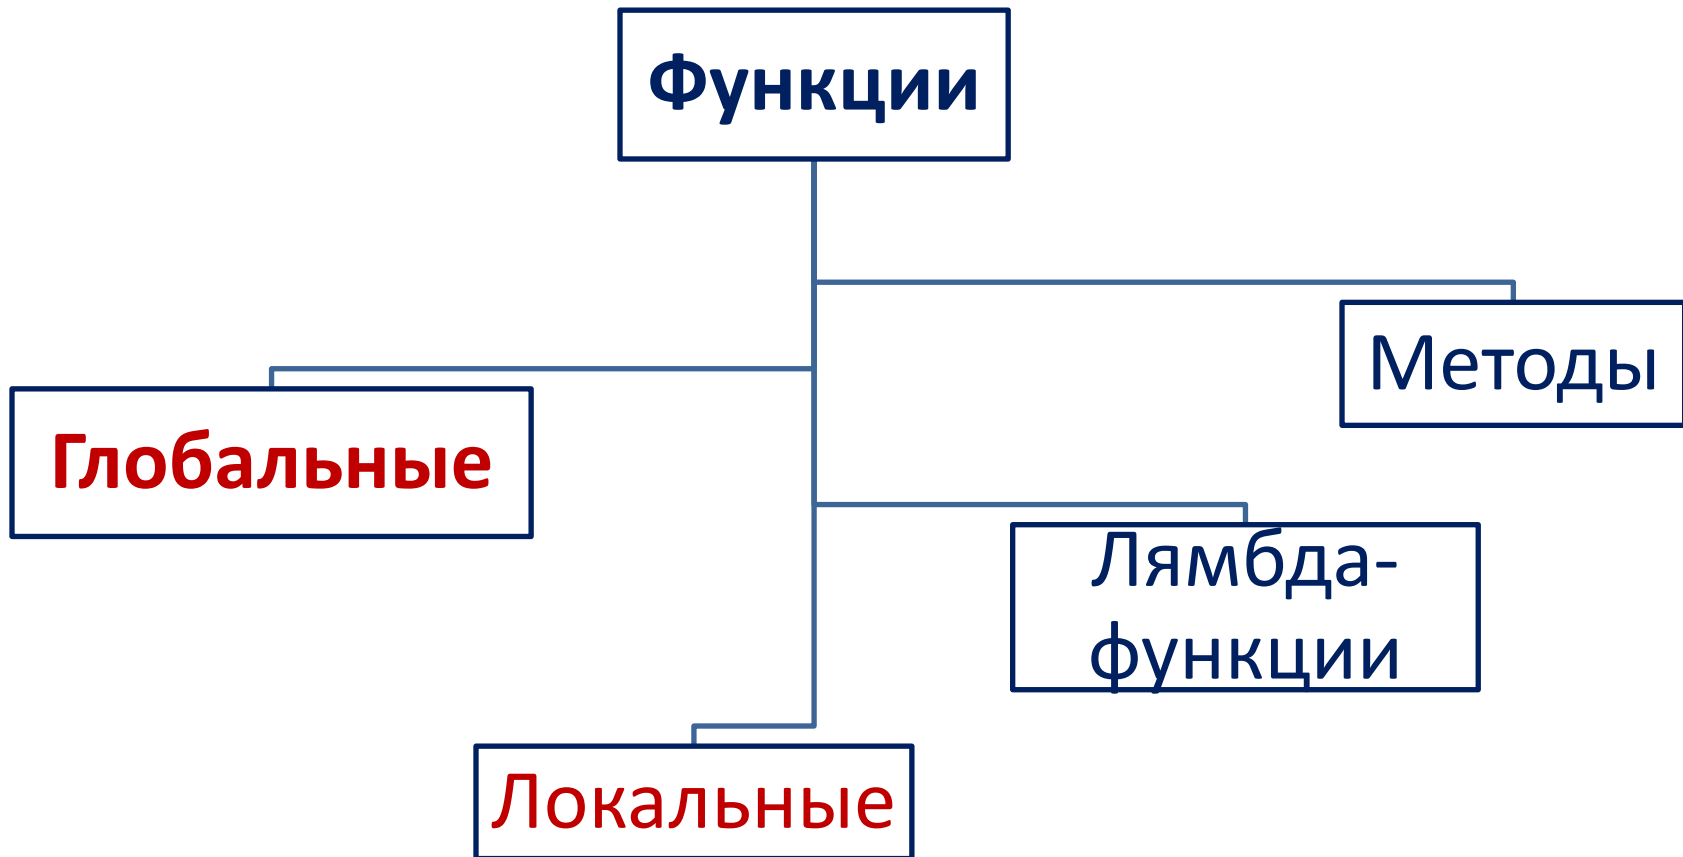 Функции
Методы
Глобальные
Лямбда-
функции
Локальные